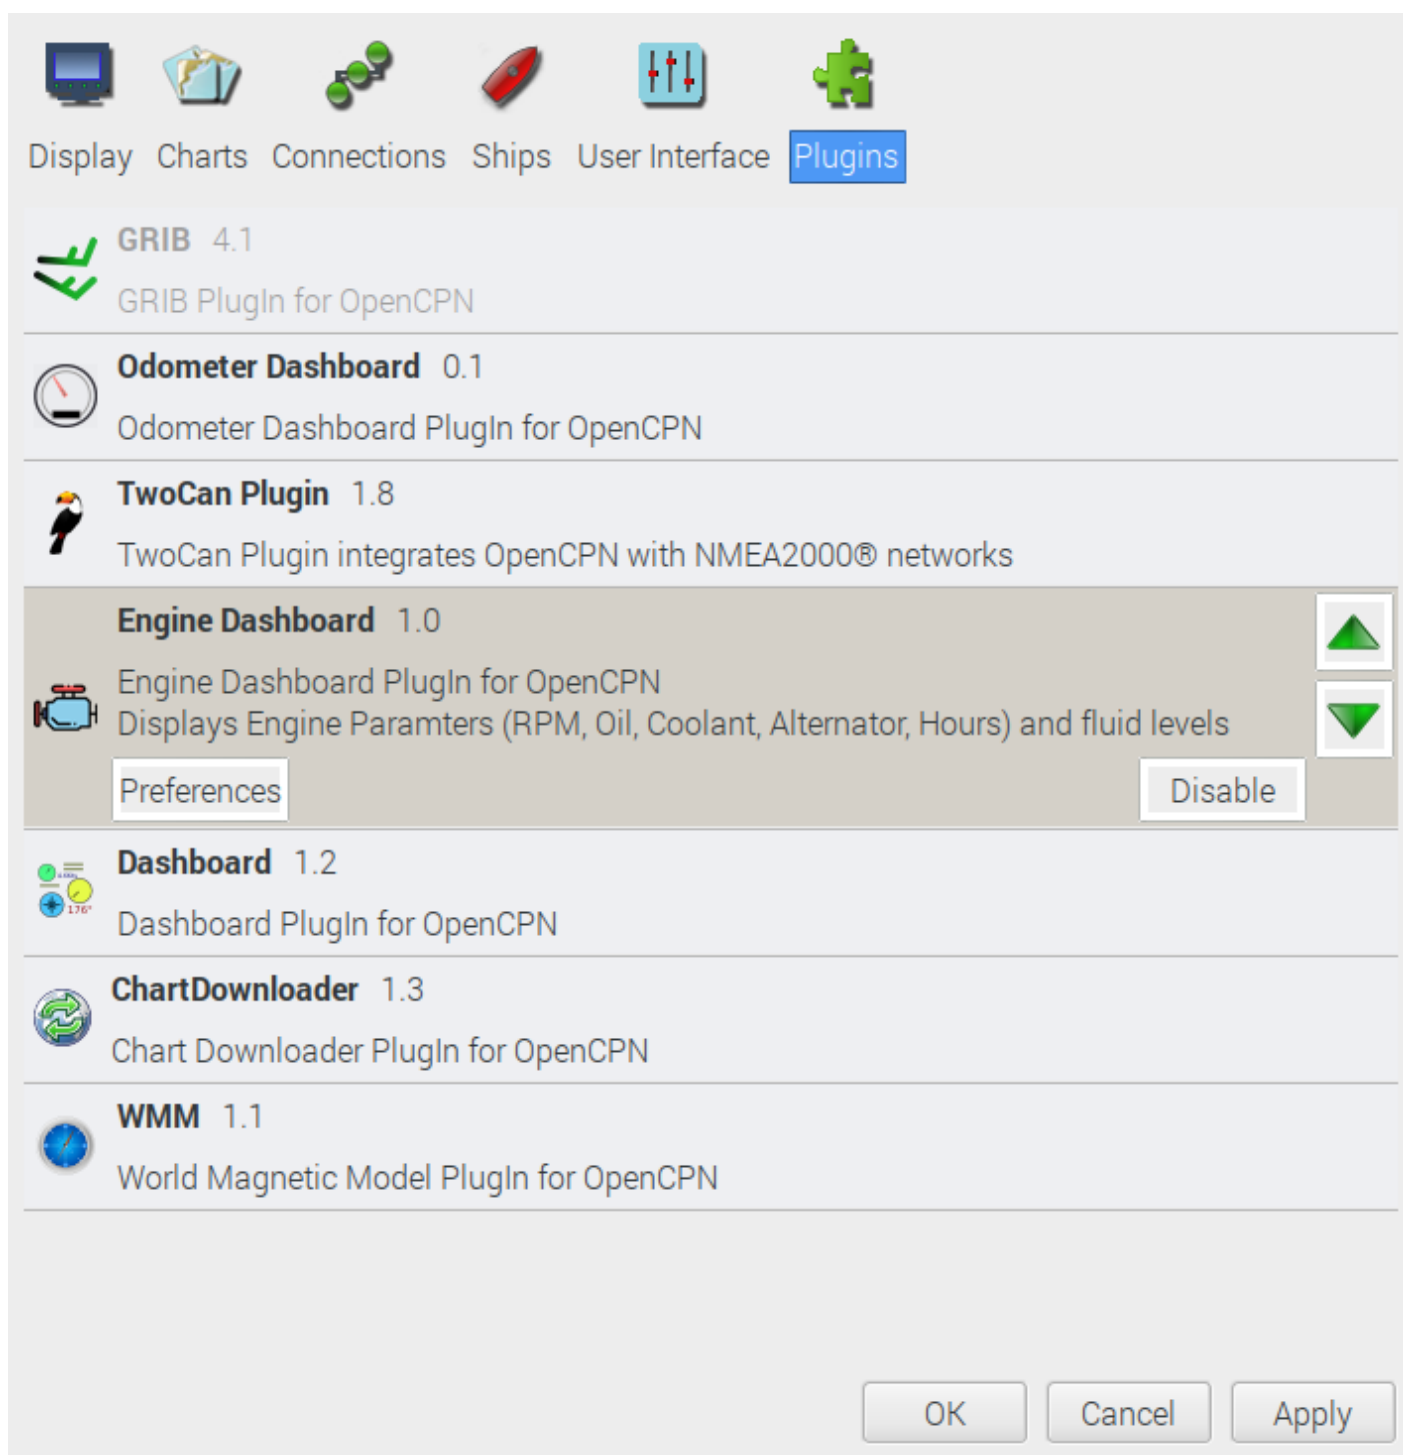 Display Charts Connections Ships User Interface Plugins
GRIB 4.1
GRIB PlugIn for OpenCPN
Odometer Dashboard 0.1
Odometer Dashboard PlugIn for OpenCPN
TwoCan Plugin 1.8
TwoCan Plugin integrates OpenCPN with NMEA2000® networks
Engine Dashboard 1.0
Engine Dashboard PlugIn for OpenCPN
Displays Engine Paramters (RPM, Oil, Coolant, Alternator, Hours) and fluid levels
Preferences Disable
Dashboard 1.2
176°
Dashboard PlugIn for OpenCPN
ChartDownloader 1.3
Chart Downloader PlugIn for OpenCPN
WMM 1.1
World Magnetic Model PlugIn for OpenCPN
OK Cancel Apply